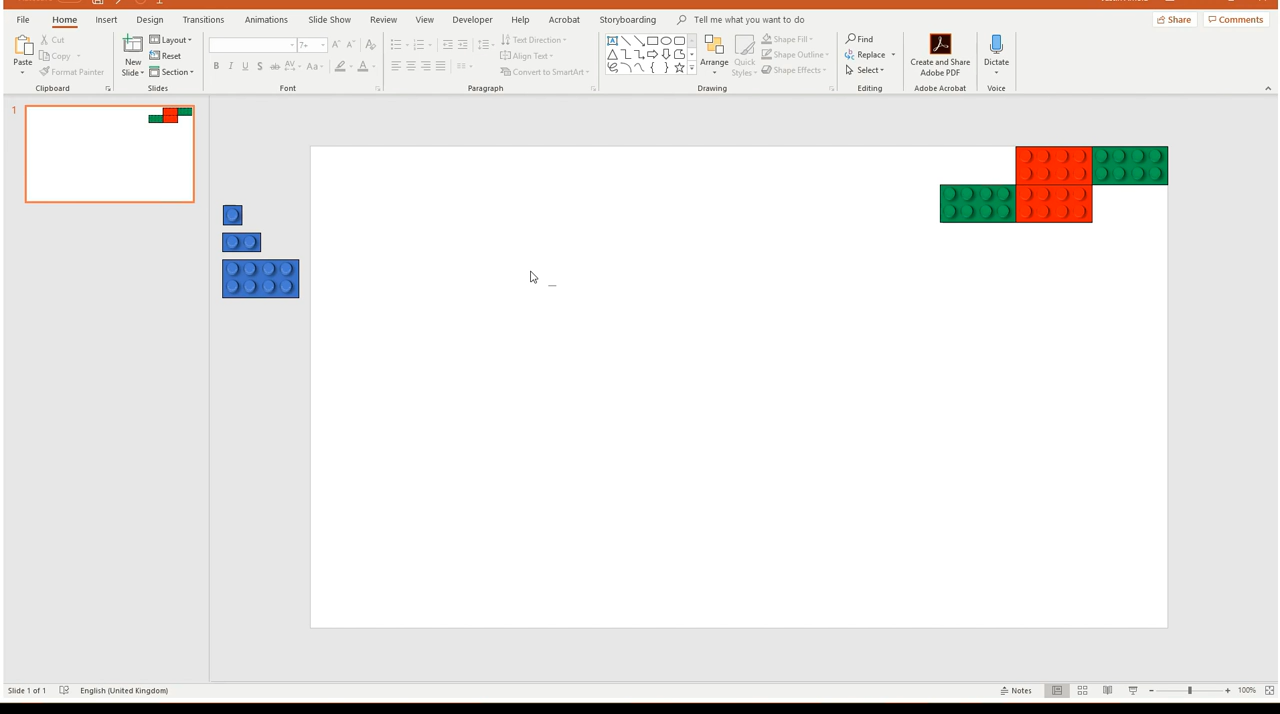 File Home Insert Design Transitions Animations Slide Show Review View Developer Help Acrobat Storyboarding Tell me what you want to do Share Comments
Paste
Cut
Copy
Format Painter
Clipboard
New
Slide
Layout
Reset
Section
Slides
7+
B I U S ab AV Aa A
Font
Text Direction
Align Text
Convert to SmartArt
Paragraph
Arrange
Quick
Styles
Shape Fill
Shape Outline
Shape Effects
Drawing
Find
Replace
Select
Editing
Create and Share
Adobe PDF
Adobe Acrobat
Dictate
Voice
1
Slide 1 of 1 English (United Kingdom) Notes 100%